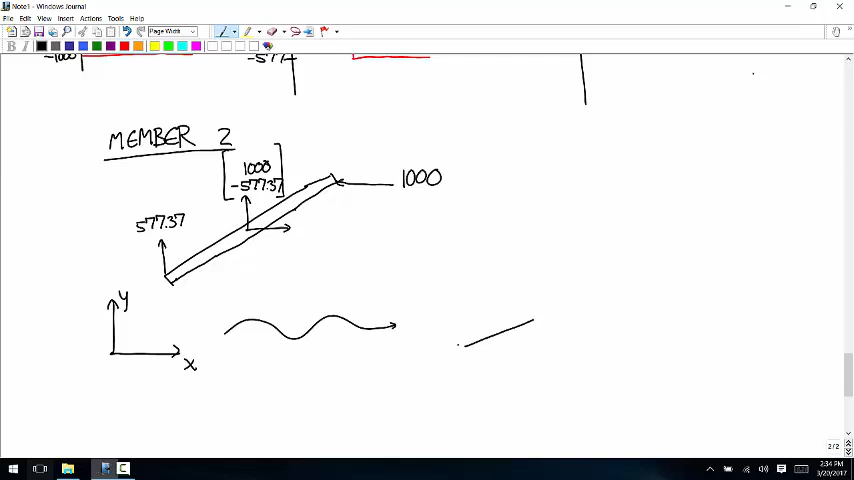 Note1 - Windows Journal
File Edit View Insert Actions Tools Help
Page Width
B I
-1000 -577
MEMBER 2
1000
-577.37
1000
577.37
y
x
2/2
2:34 PM
3/20/2017